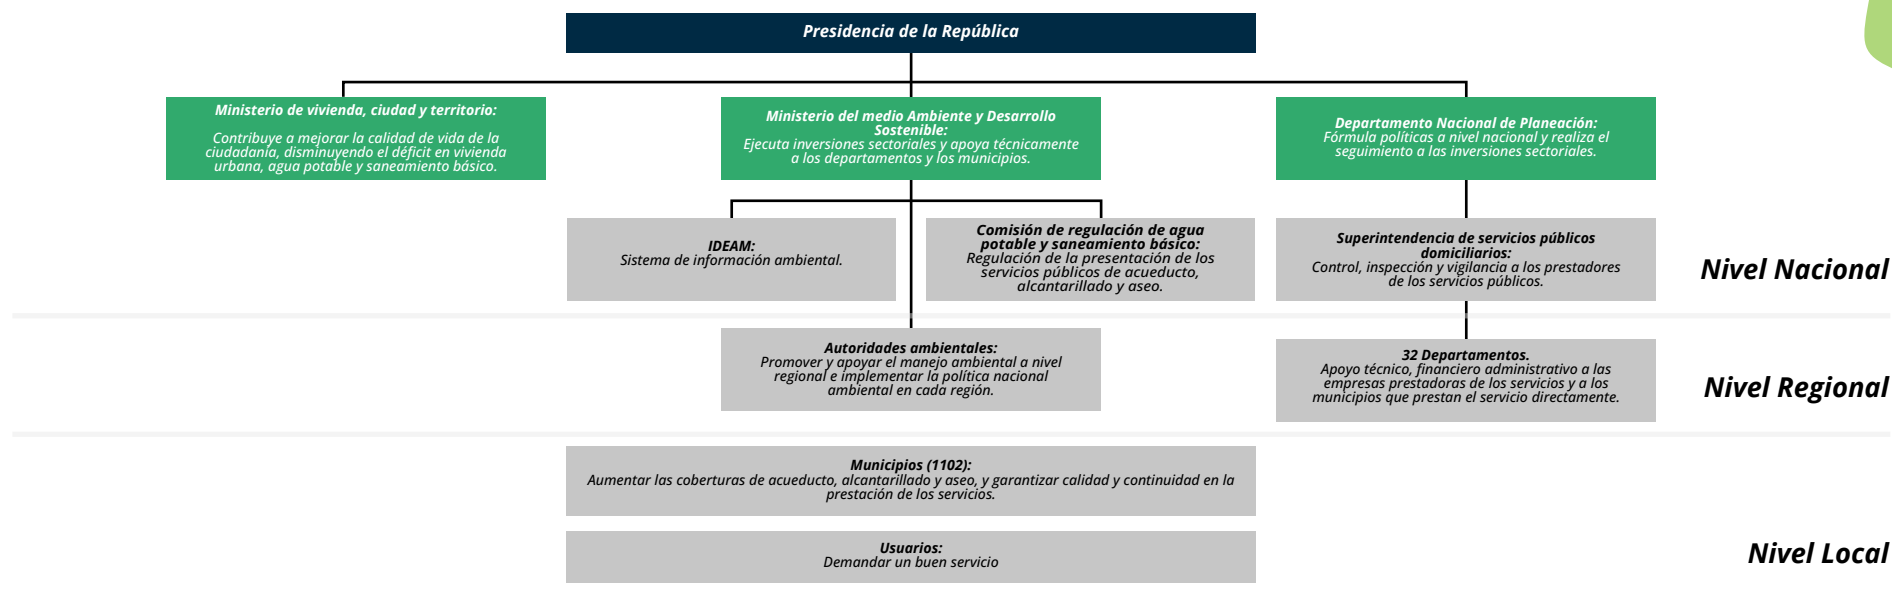 Presidencia de la República
Ministerio de vivienda, ciudad y territorio:
Contribuye a mejorar la calidad de vida de la
ciudadanía, disminuyendo el déficit en vivienda
urbana, agua potable y saneamiento básico.
Ministerio del medio Ambiente y Desarrollo
Sostenible:
Ejecuta inversiones sectoriales y apoya técnicamente
a los departamentos y los municipios.
Departamento Nacional de Planeación:
Fórmula políticas a nivel nacional y realiza el
seguimiento a las inversiones sectoriales.
IDEAM:
Sistema de información ambiental.
Comisión de regulación de agua
potable y saneamiento básico:
Regulación de la presentación de los
servicios públicos de acueducto,
alcantarillado y aseo.
Superintendencia de servicios públicos
domiciliarios:
Control, inspección y vigilancia a los prestadores
de los servicios públicos.
Nivel Nacional
Autoridades ambientales:
Promover y apoyar el manejo ambiental a nivel
regional e implementar la política nacional
ambiental en cada región.
32 Departamentos.
Apoyo técnico, financiero administrativo a las
empresas prestadoras de los servicios y a los
municipios que prestan el servicio directamente.
Nivel Regional
Municipios (1102):
Aumentar las coberturas de acueducto, alcantarillado y aseo, y garantizar calidad y continuidad en la
prestación de los servicios.
Usuarios:
Demandar un buen servicio
Nivel Local